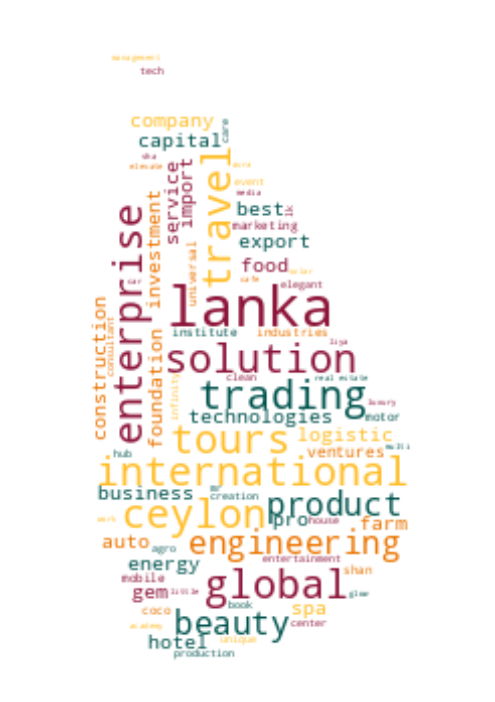 management
tech
company
care
capital
sha
elevate
word
travel
service
import
event
media
investment
best
lk
enterprise
marketing
export
universal
food
solar
cafe
car
elegant
lanka
construction
consultant
foundation
institute
industries
liya
solution
infinity
clean
real estate
trading
luxury
technologies
motor
tours
logistic
multi
hub
ventures
international
business
mr
creation
product
ceylon
pro
house
farm
work
auto
agro
engineering
entertainment
energy
shan
mobile
global
gem
little
glow
coco
book
spa
academy
beauty
center
hotel
unique
production